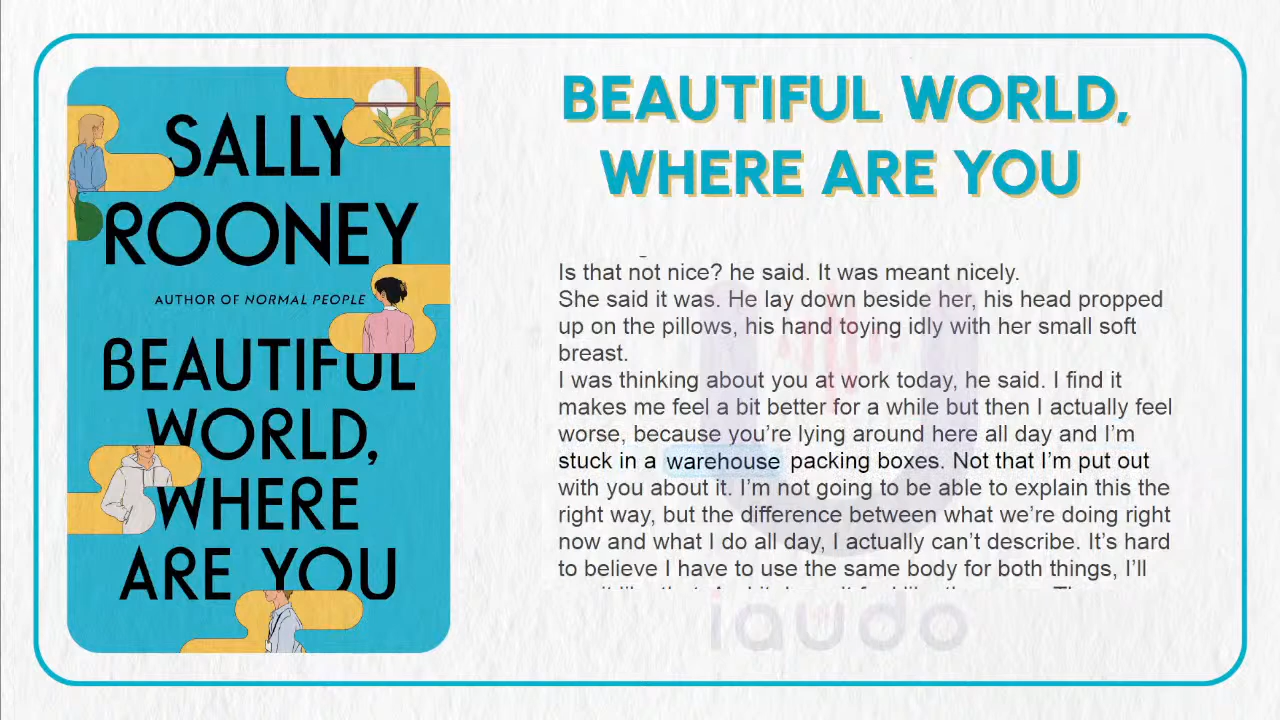 SALLY
ROONEY
AUTHOR OF NORMAL PEOPLE
BEAUTIFUL
WORLD,
WHERE
ARE YOU
BEAUTIFUL WORLD,
WHERE ARE YOU
Is that not nice? he said. It was meant nicely.
She said it was. He lay down beside her, his head propped
up on the pillows, his hand toying idly with her small soft
breast.
I was thinking about you at work today, he said. I find it
makes me feel a bit better for a while but then I actually feel
worse, because you’re lying around here all day and I’m
stuck in a warehouse packing boxes. Not that I’m put out
with you about it. I’m not going to be able to explain this the
right way, but the difference between what we’re doing right
now and what I do all day, I actually can’t describe. It’s hard
to believe I have to use the same body for both things, I’ll
iaudo